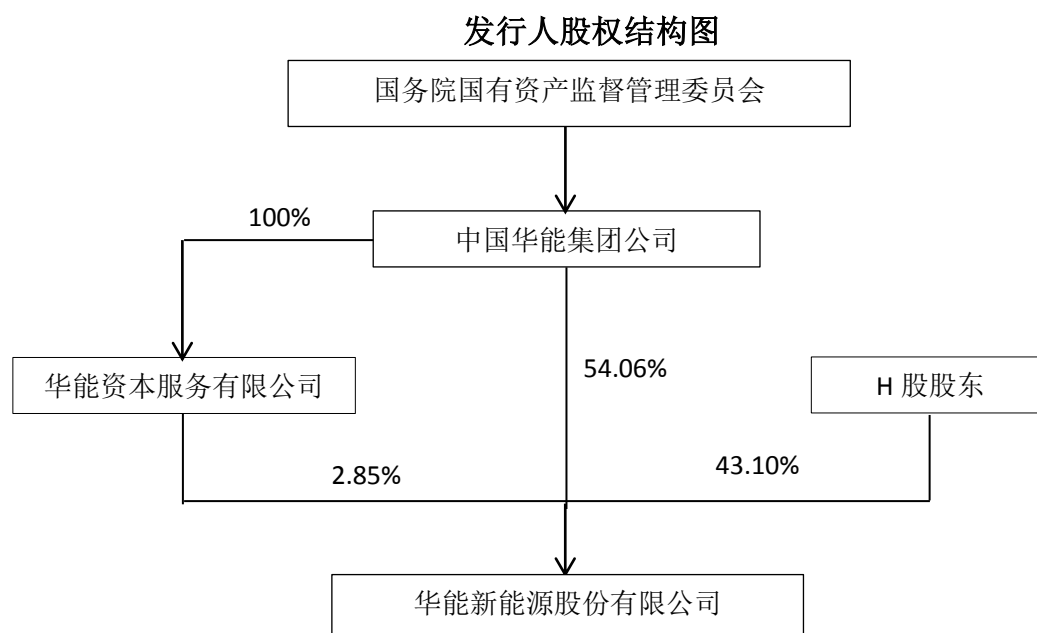 发行人股权结构图
国务院国有资产监督管理委员会
100%
中国华能集团公司
54.06%
华能资本服务有限公司
H 股股东
2.85%
43.10%
华能新能源股份有限公司